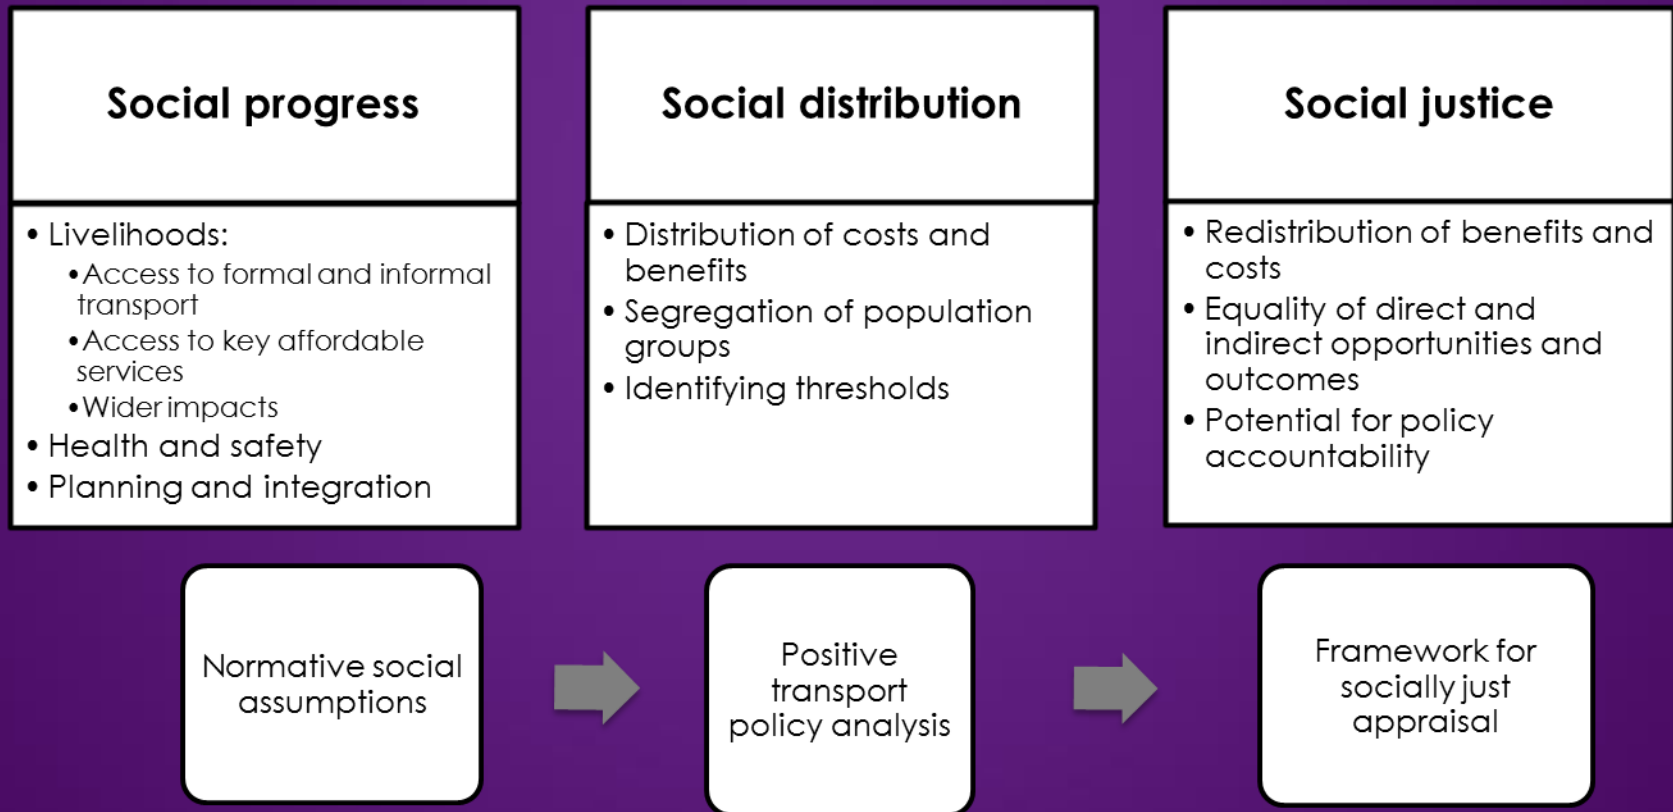 Social progress
• Livelihoods:
•Access to formal and informal
transport
•Access to key affordable
services
•Wider impacts
• Health and safety
• Planning and integration
Social distribution
• Distribution of costs and
benefits
• Segregation of population
groups
• Identifying thresholds
Social justice
• Redistribution of benefits and
costs
• Equality of direct and
indirect opportunities and
outcomes
• Potential for policy
accountability
Normative social
assumptions
Positive
transport
policy analysis
Framework for
socially just
appraisal